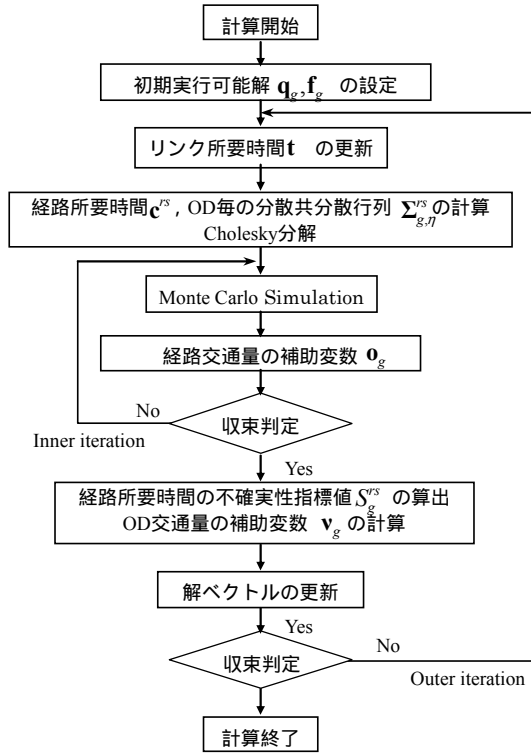 計算開始
初期実行可能解 q_g, f_g の設定
リンク所要時間t の更新
経路所要時間c^{rs}, OD毎の分散共分散行列 Σ^{rs}_{g,η}の計算
Cholesky分解
Monte Carlo Simulation
経路交通量の補助変数 o_g
収束判定
No
Inner iteration
Yes
経路所要時間の不確実性指標値 S^{rs}_g の算出
OD交通量の補助変数 v_g の計算
解ベクトルの更新
Yes
収束判定
No
Outer iteration
計算終了